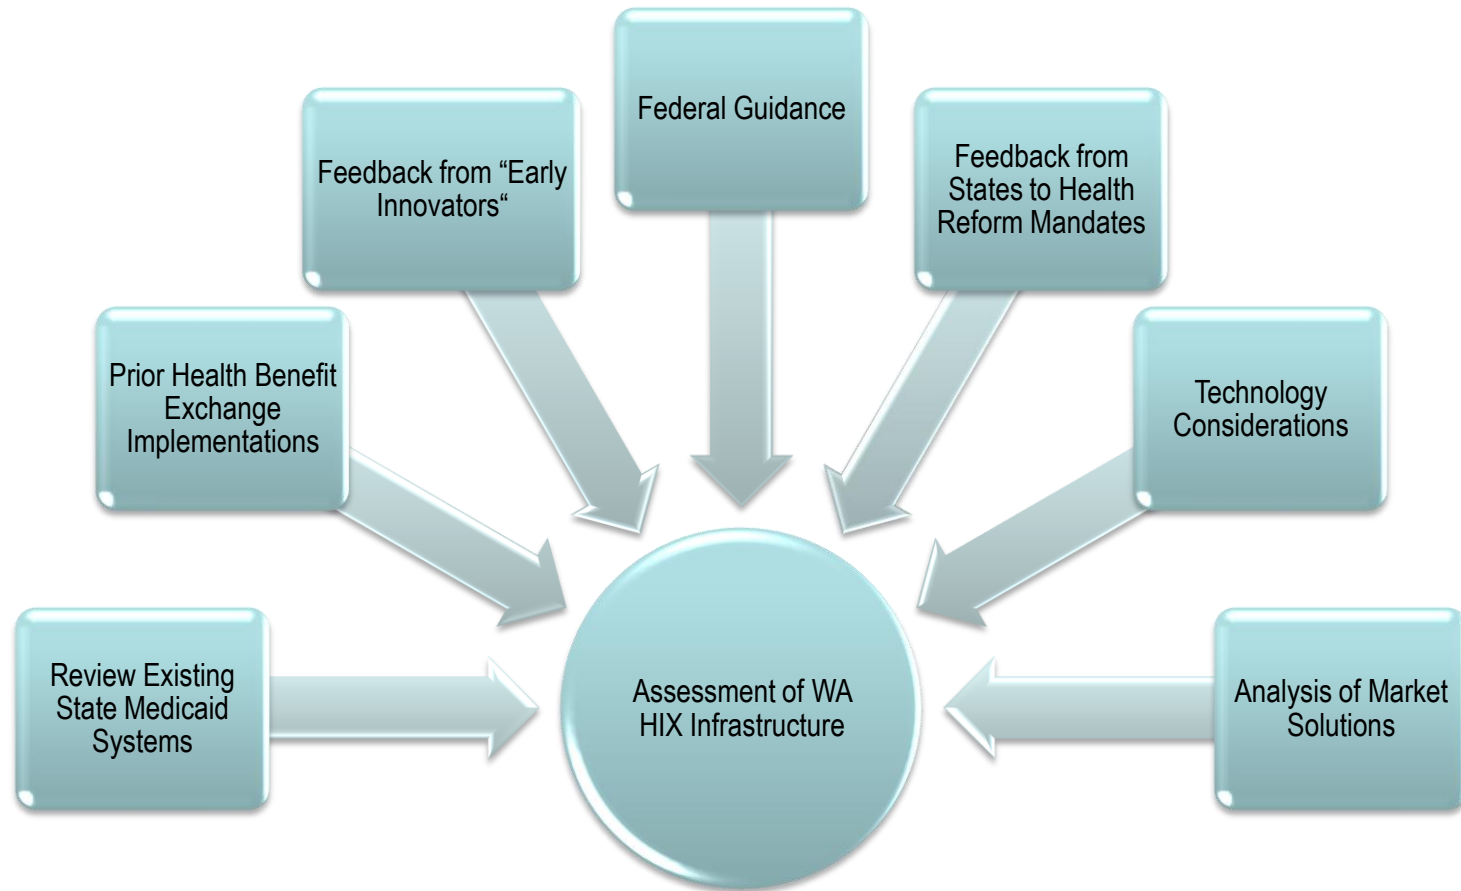 Federal Guidance
Feedback from “Early
Innovators“
Feedback from
States to Health
Reform Mandates
Prior Health Benefit
Exchange
Implementations
Technology
Considerations
Review Existing
State Medicaid
Systems
Assessment of WA
HIX Infrastructure
Analysis of Market
Solutions